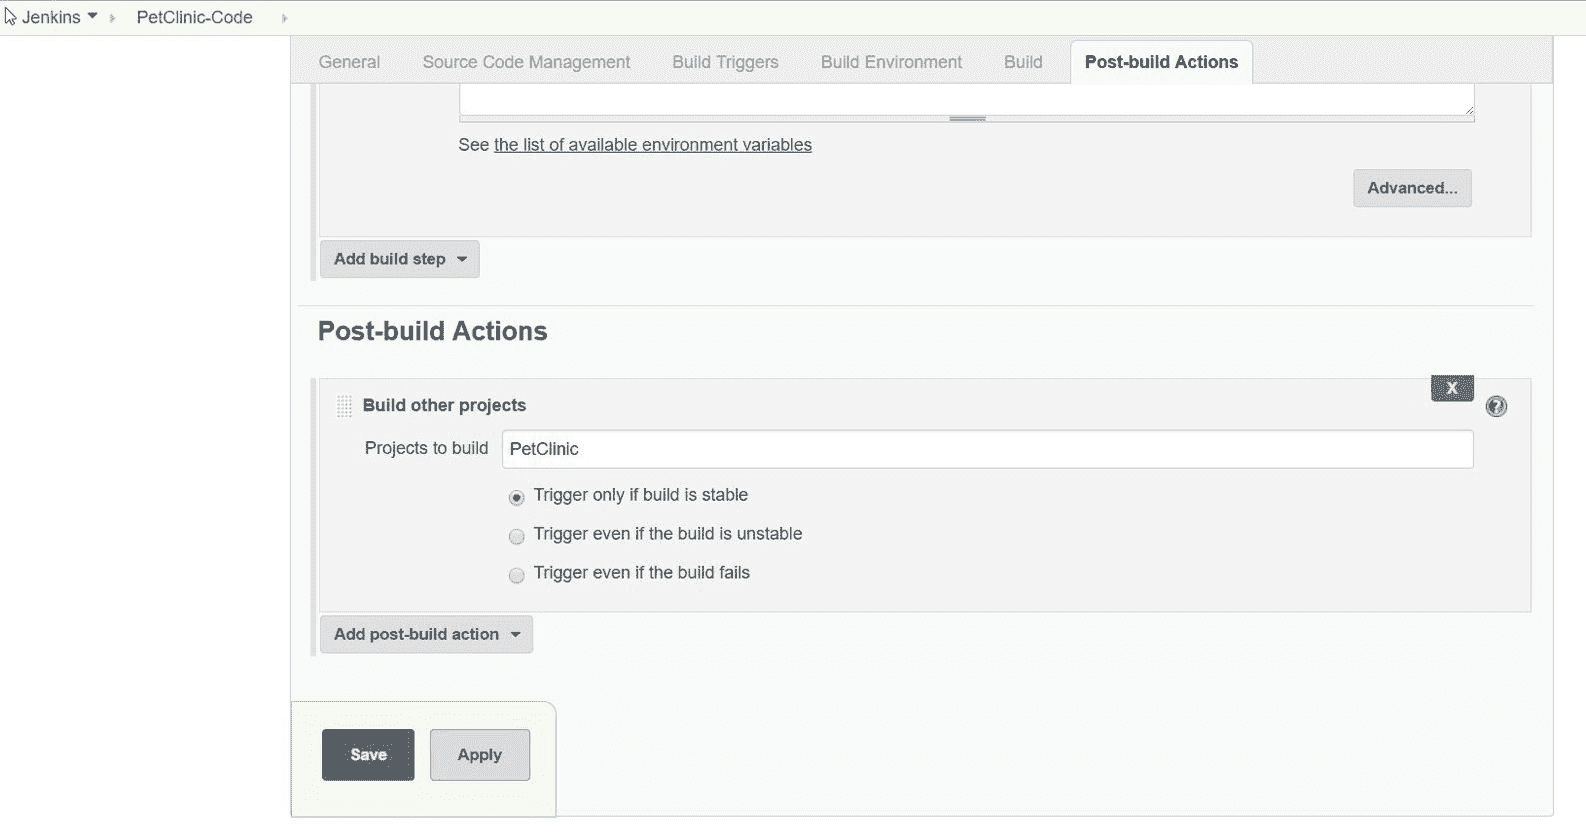 Jenkins PetClinic-Code
General Source Code Management Build Triggers Build Environment Build Post-build Actions
See the list of available environment variables
Advanced...
Add build step
Post-build Actions
X
Build other projects
?
Projects to build PetClinic
Trigger only if build is stable
Trigger even if the build is unstable
Trigger even if the build fails
Add post-build action
Save Apply